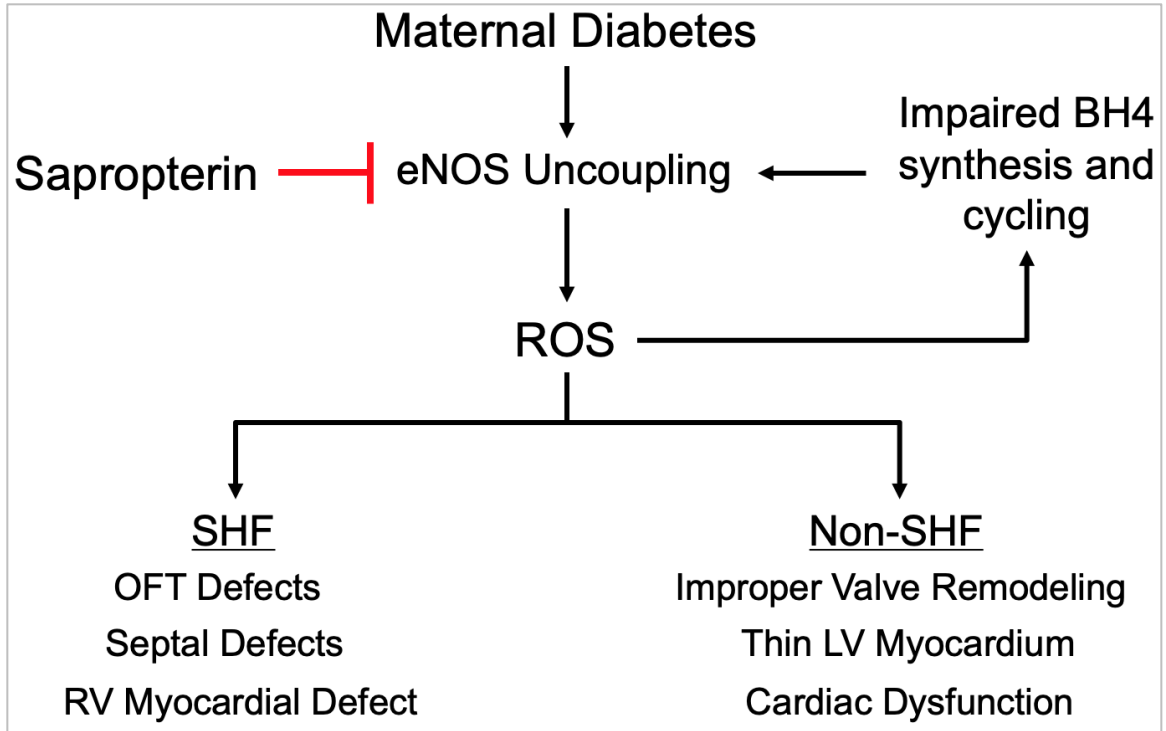 Maternal Diabetes
Sapropterin
eNOS Uncoupling
Impaired BH4
synthesis and
cycling
ROS
SHF
OFT Defects
Septal Defects
RV Myocardial Defect
Non-SHF
Improper Valve Remodeling
Thin LV Myocardium
Cardiac Dysfunction